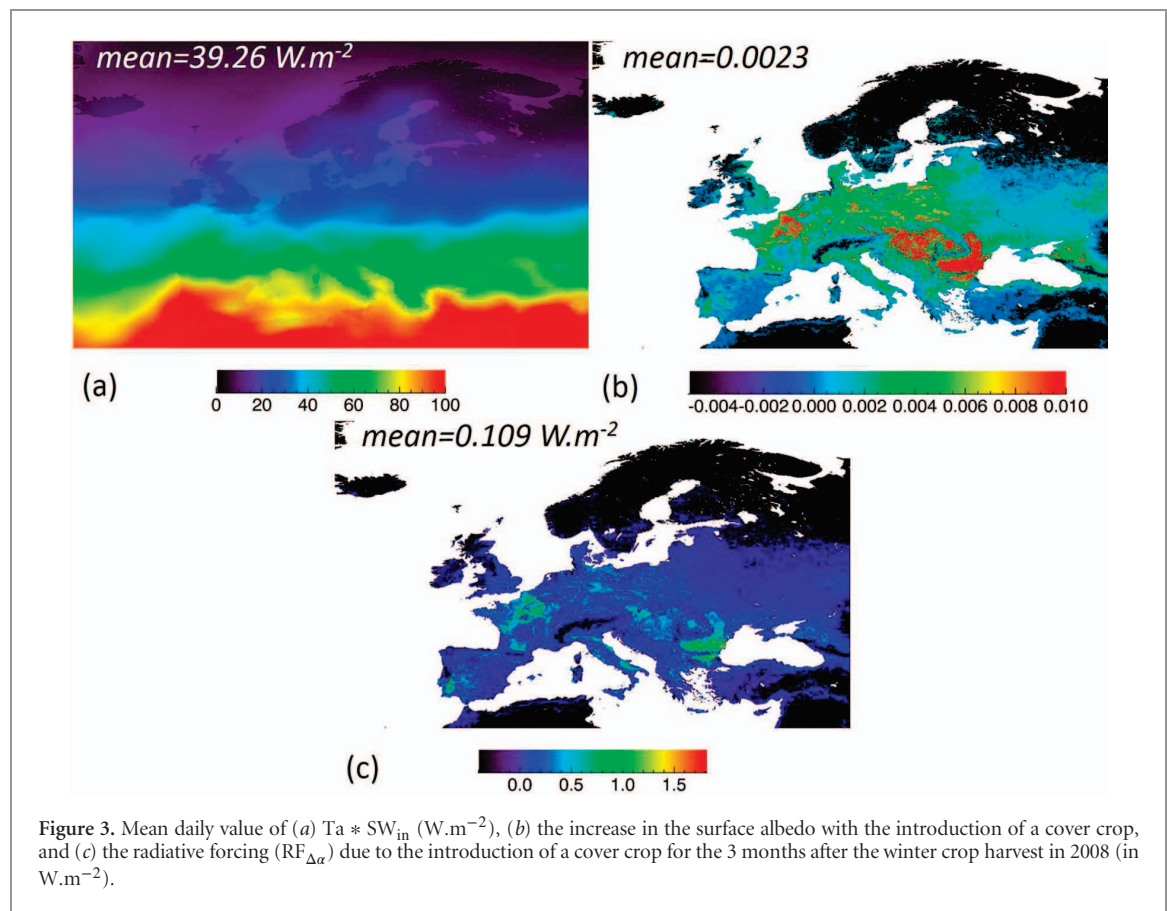 mean=39.26 W.m-2
mean=0.0023
(a)
0 20 40 60 80 100
(b)
-0.004-0.002 0.000 0.002 0.004 0.006 0.008 0.010
mean=0.109 W.m-2
(c)
0.0 0.5 1.0 1.5
Figure 3. Mean daily value of (a) Ta ∗ SWin (W.m−2), (b) the increase in the surface albedo with the introduction of a cover crop,
and (c) the radiative forcing (RFΔα) due to the introduction of a cover crop for the 3 months after the winter crop harvest in 2008 (in
W.m−2).